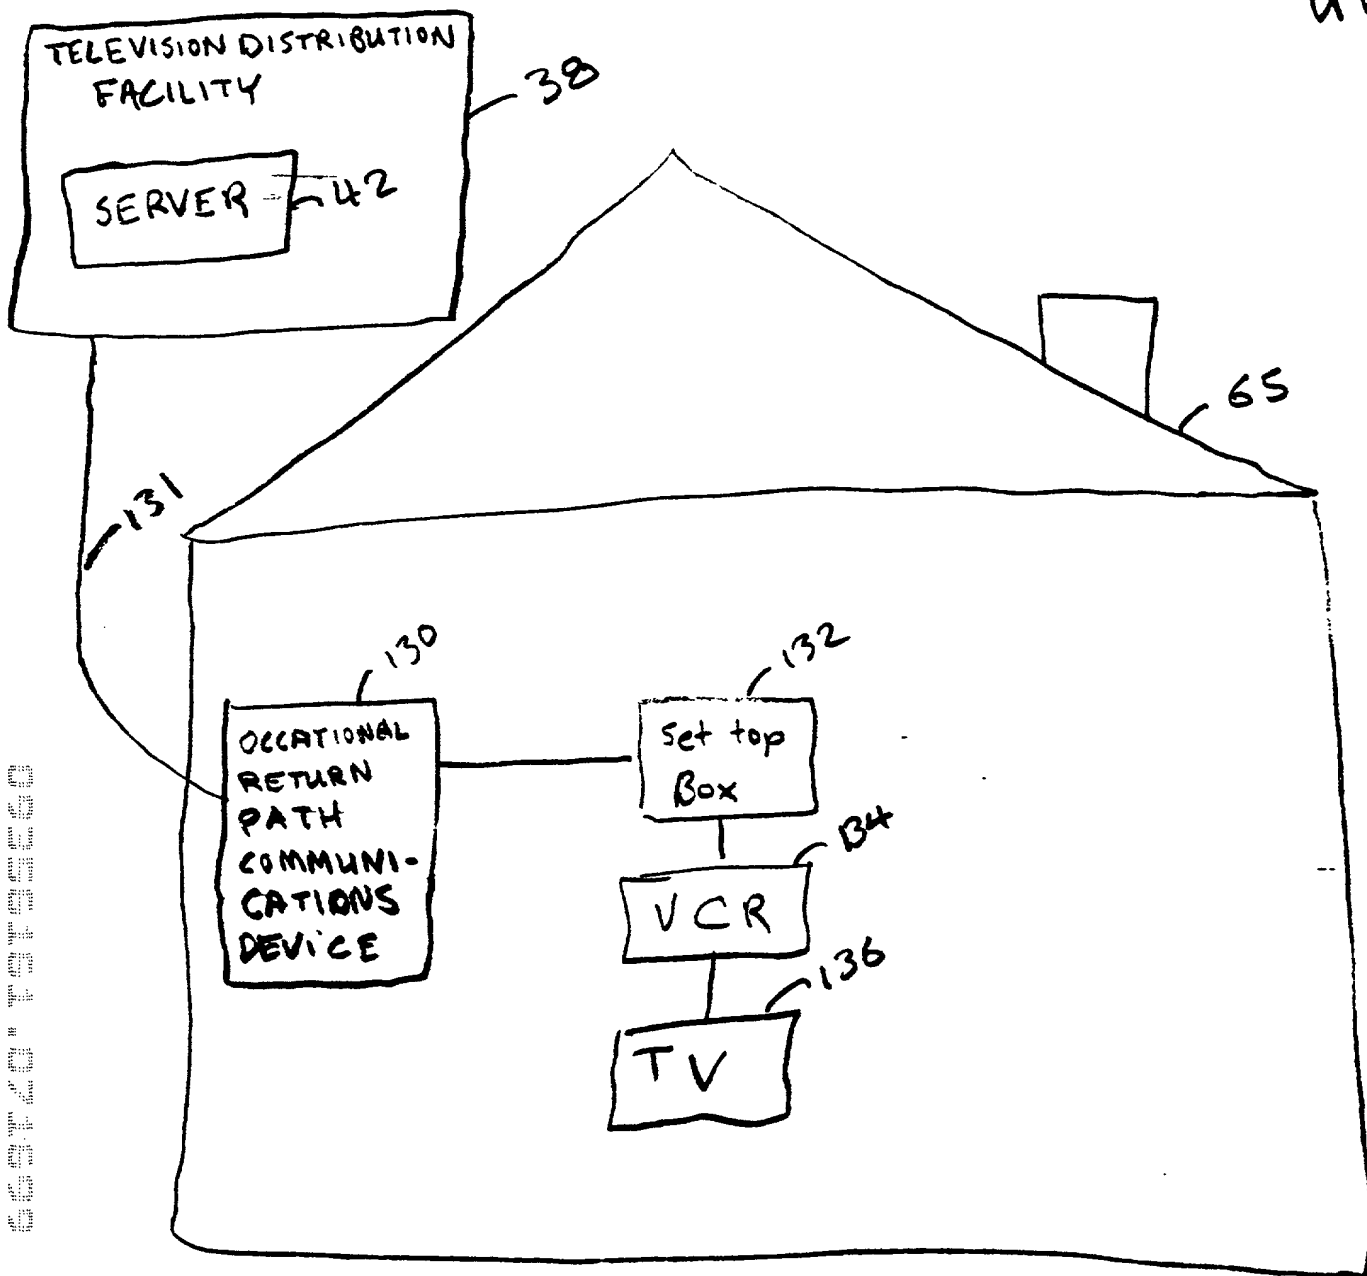 TELEVISION DISTRIBUTION
FACILITY
38
SERVER
42
65
131
130
132
OCCATIONAL
RETURN
PATH
COMMUNI-
CATIONS
DEVICE
Set top
Box
134
VCR
136
TV